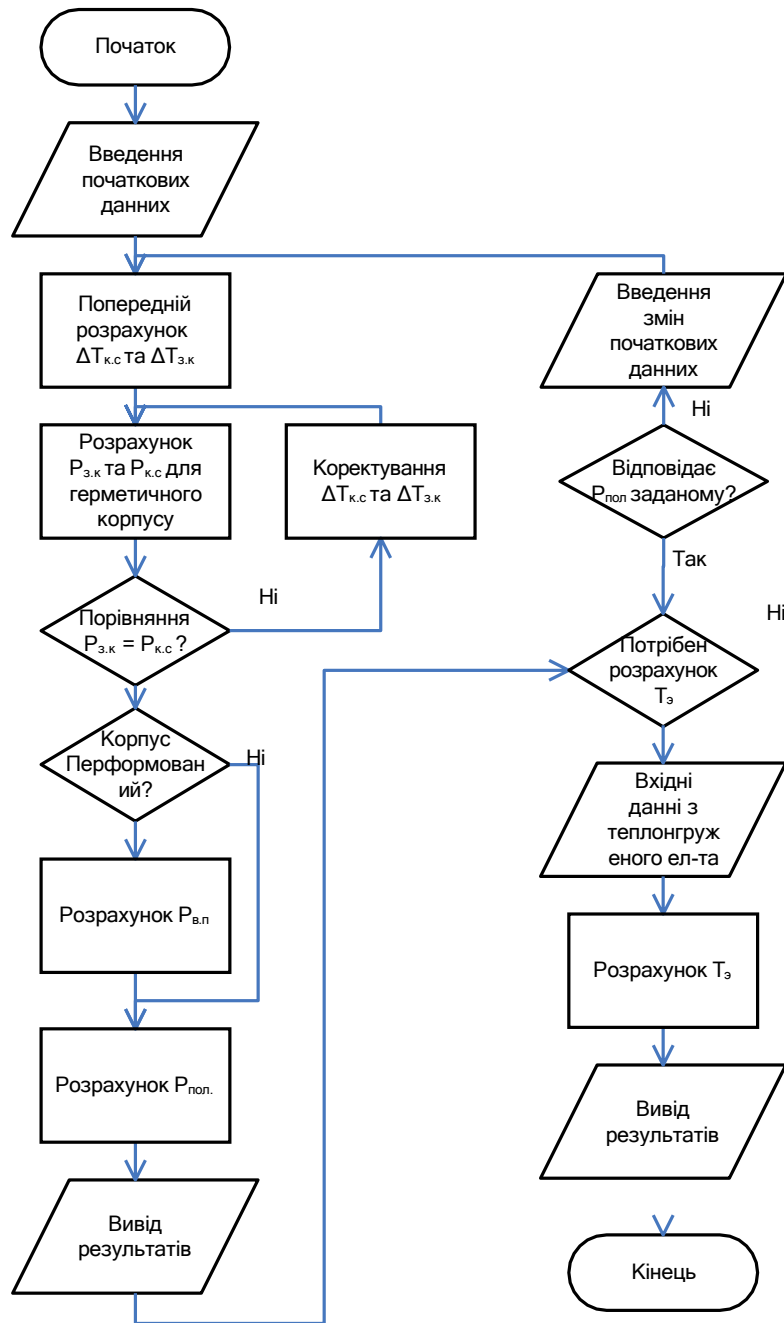 Початок
Введення
початкових
данних
Попередній
розрахунок
ΔTк.с та ΔTз.к
Розрахунок
Pз.к та Pк.с для
герметичного
корпусу
Коректування
ΔTк.с та ΔTз.к
Порівняння
Pз.к = Pк.с ?
Ні
Корпус
Перформован
ий?
Ні
Розрахунок Pв.п
Розрахунок Pпол.
Вивід
результатів
Введення
змін
початкових
данних
Ні
Відповідає
Pпол заданому?
Так
Ні
Потрібен
розрахунок
Tэ
Вхідні
данні з
теплонгруж
еного ел-та
Розрахунок Tэ
Вивід
результатів
Кінець